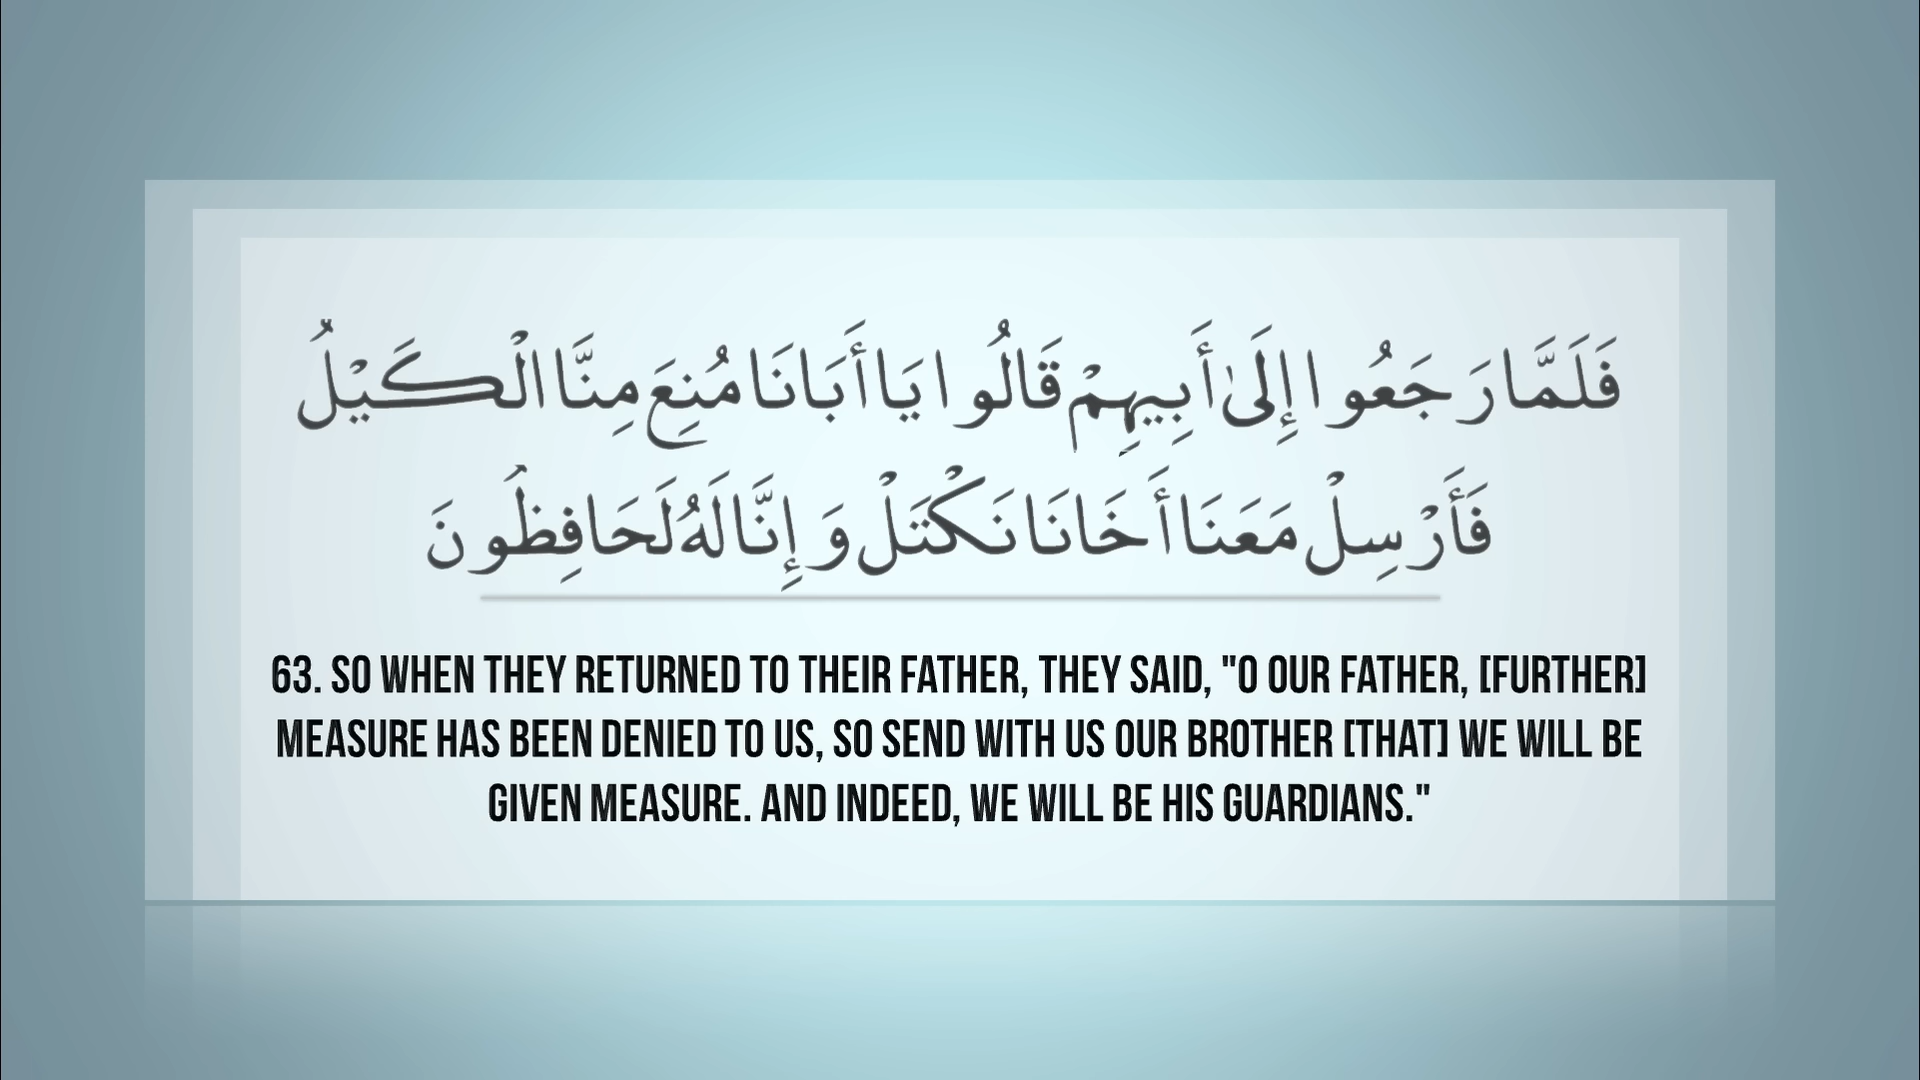 فَلَمَّا رَجَعُوا إِلَىٰ أَبِيهِمْ قَالُوا يَا أَبَانَا مُنِعَ مِنَّا الْكَيْلُ
فَأَرْسِلْ مَعَنَا أَخَانَا نَكْتَلْ وَإِنَّا لَهُ لَحَافِظُونَ
63. SO WHEN THEY RETURNED TO THEIR FATHER, THEY SAID, "O OUR FATHER, [FURTHER]
MEASURE HAS BEEN DENIED TO US, SO SEND WITH US OUR BROTHER [THAT] WE WILL BE
GIVEN MEASURE. AND INDEED, WE WILL BE HIS GUARDIANS."